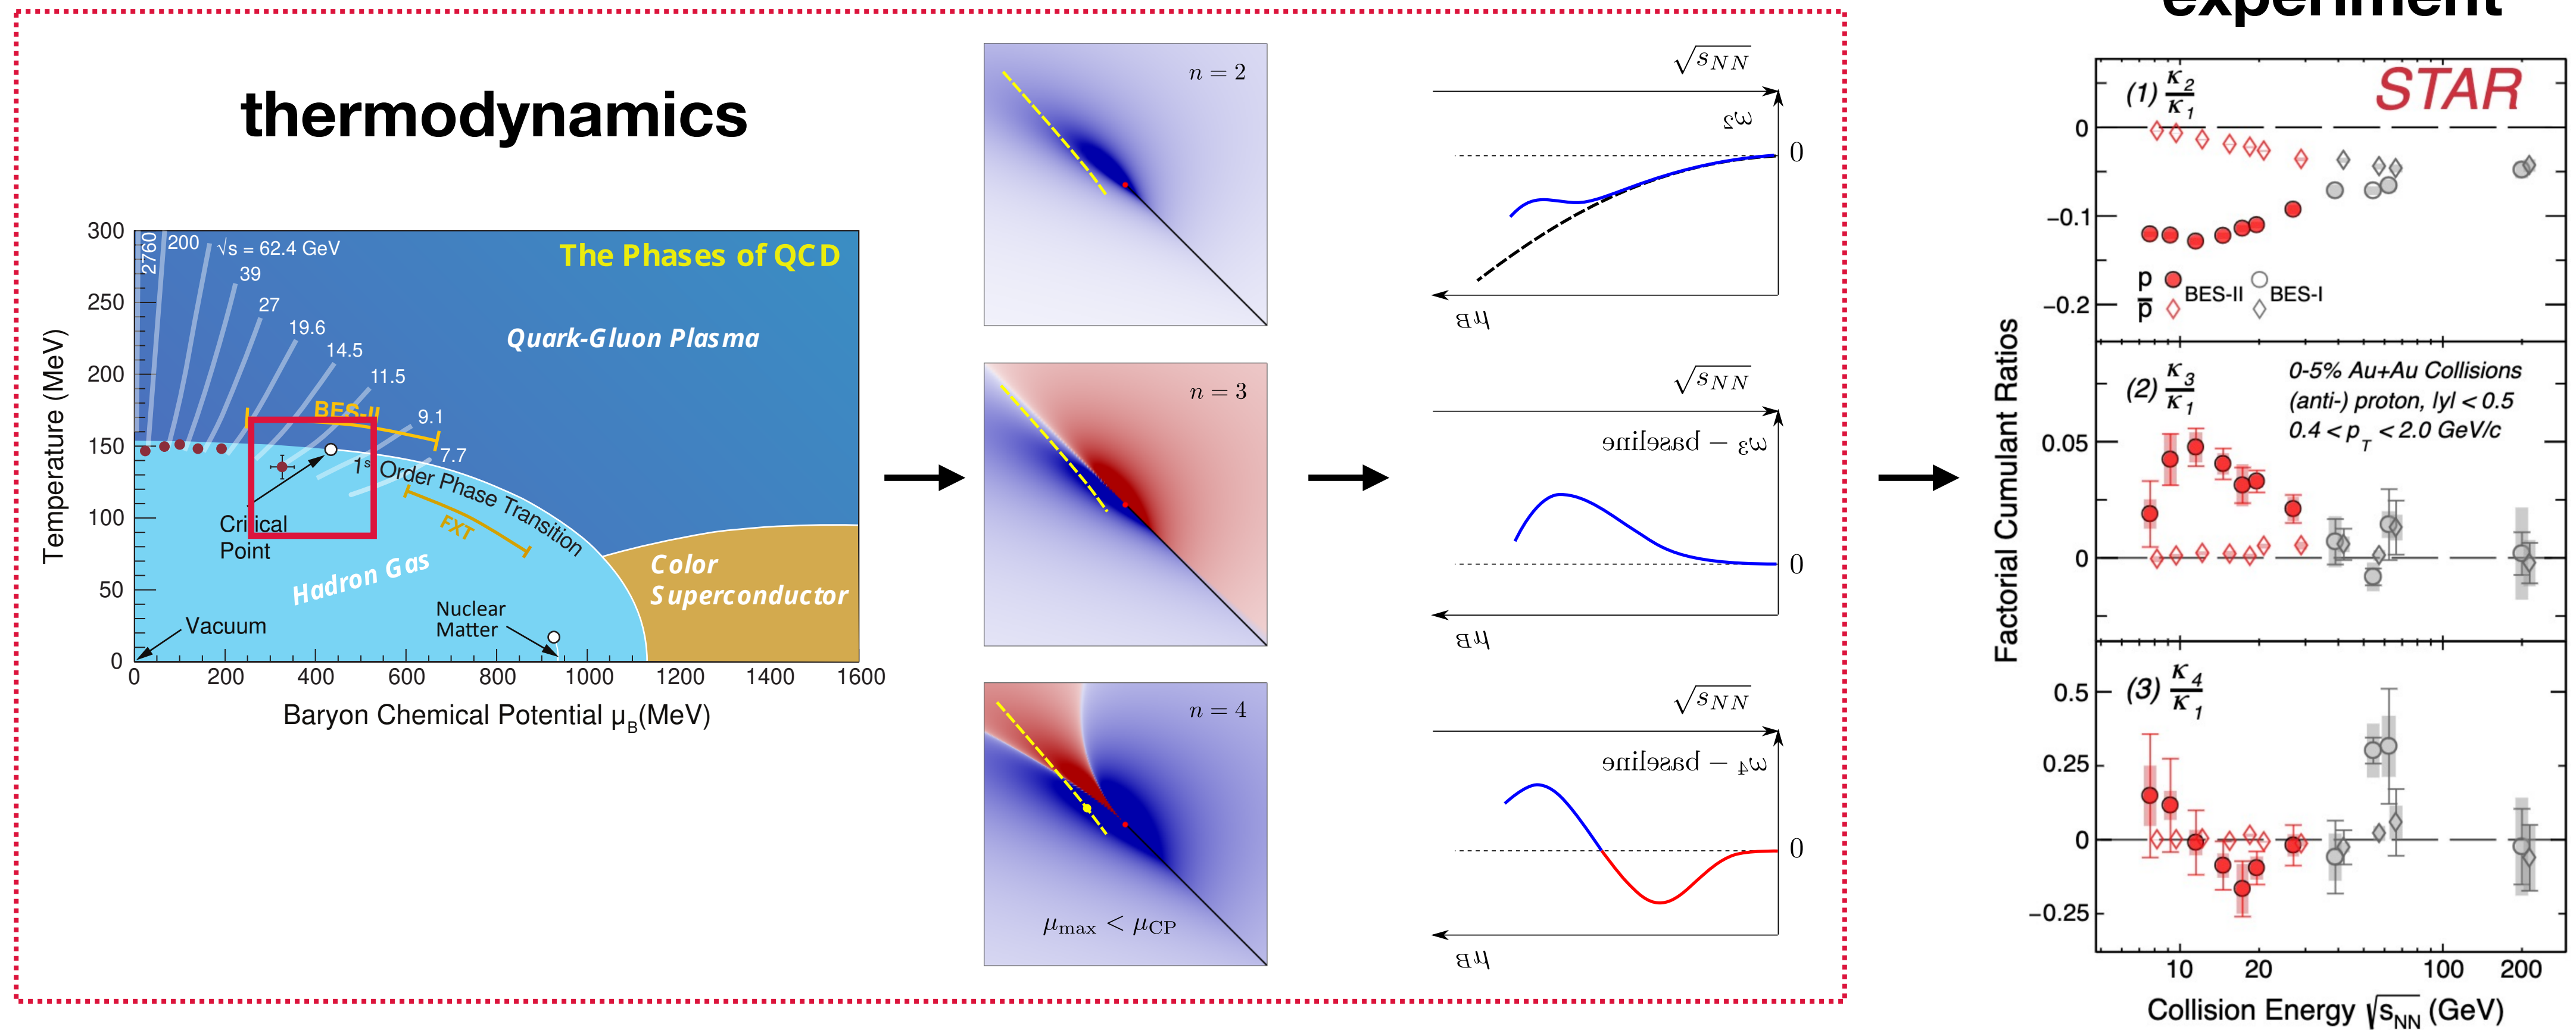 thermodynamics
300
250
200
150
100
50
0
Temperature (MeV)
2760
200
√s = 62.4 GeV
39
27
19.6
14.5
11.5
9.1
7.7
The Phases of QCD
Quark-Gluon Plasma
BES-II
1st Order Phase Transition
Critical
Point
FXT
Hadron Gas
Color
Superconductor
Nuclear
Matter
Vacuum
0 200 400 600 800 1000 1200 1400 1600
Baryon Chemical Potential μB(MeV)
n = 2
n = 3
n = 4
μmax < μCP
√sNN
ω2
0
μB
√sNN
ω3 − baseline
0
μB
√sNN
ω4 − baseline
0
μB
experiment
STAR
(1) κ2/κ1
0
−0.1
−0.2
p BES-II BES-I
p̄
(2) κ3/κ1
0-5% Au+Au Collisions
(anti-) proton, |y| < 0.5
0.4 < pT < 2.0 GeV/c
0.05
0
(3) κ4/κ1
0.5
0.25
0
−0.25
Factorial Cumulant Ratios
10 20 100 200
Collision Energy √sNN (GeV)